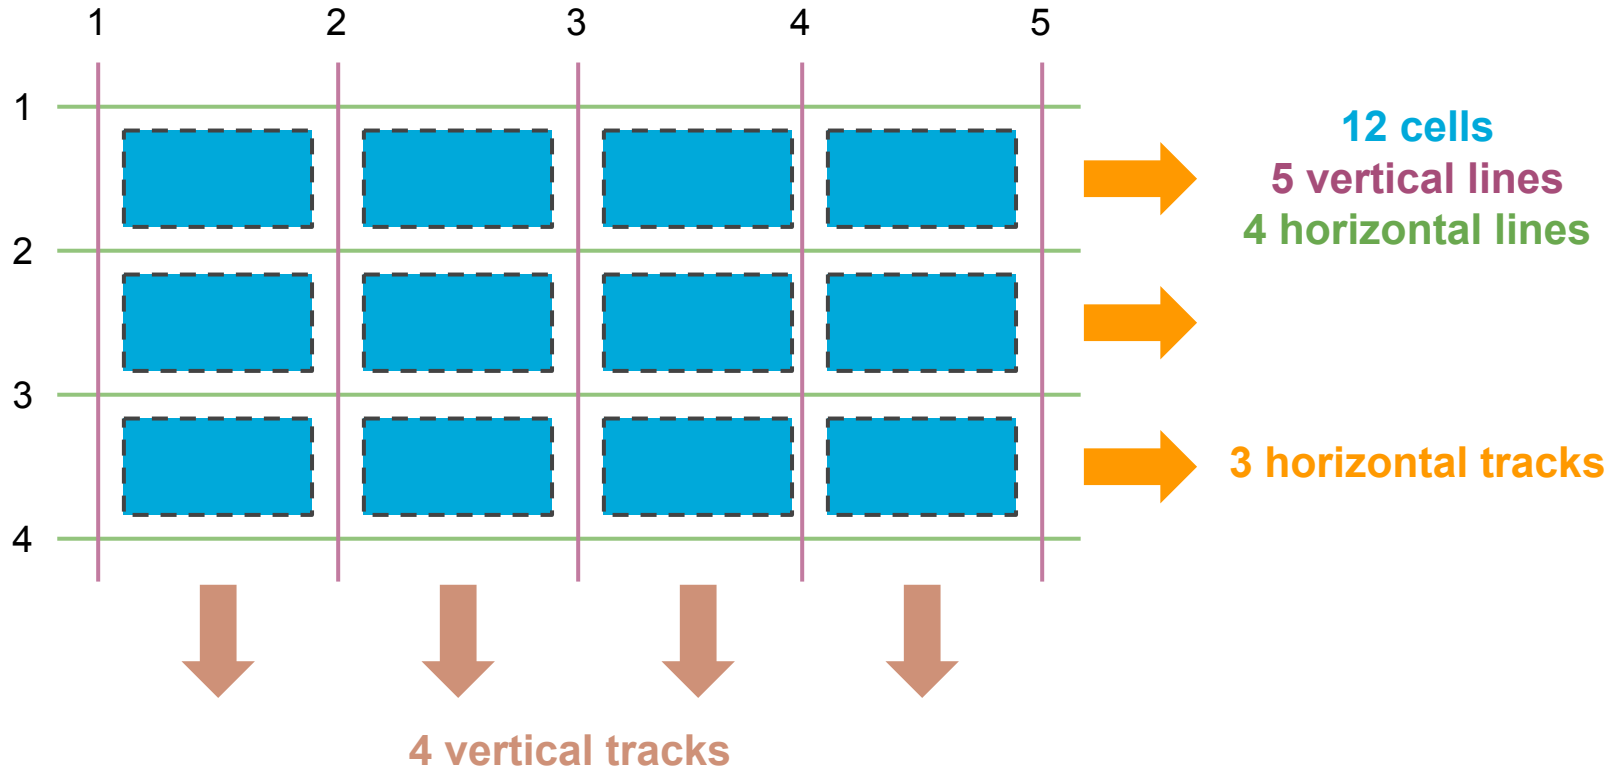 1 2 3 4 5
1
12 cells
5 vertical lines
4 horizontal lines
2
3
3 horizontal tracks
4
4 vertical tracks